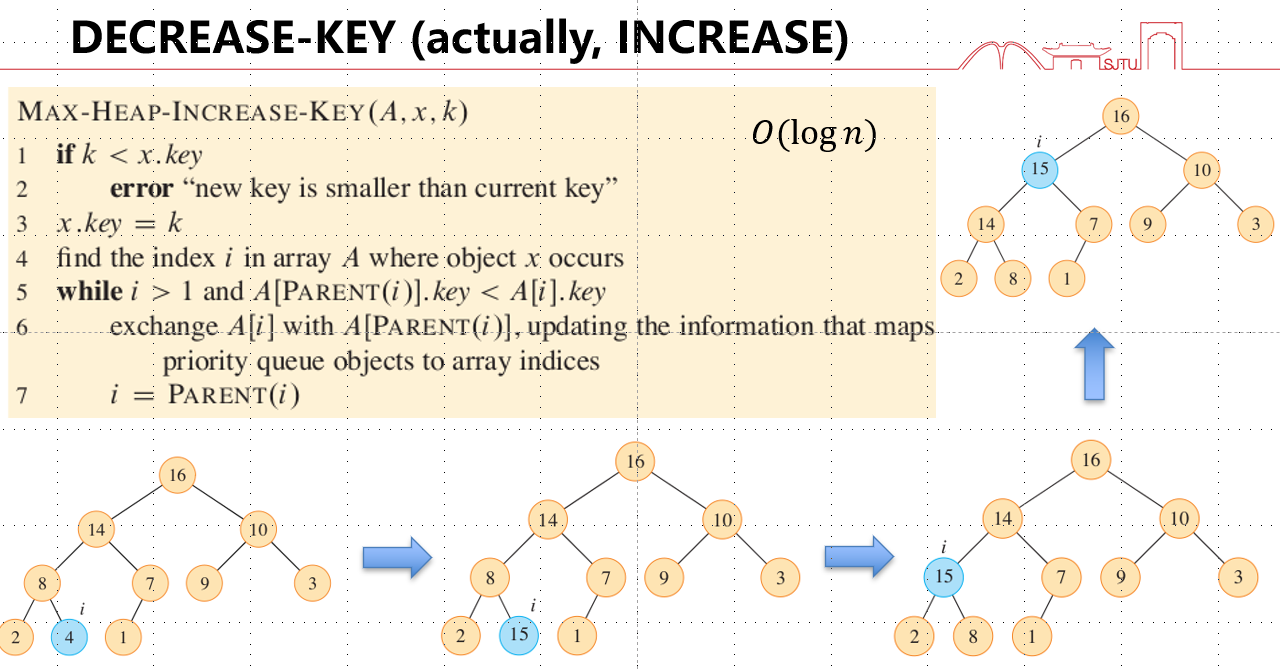 DECREASE-KEY (actually, INCREASE)
SJTU
MAX-HEAP-INCREASE-KEY(A, x, k)
O(log n)
1 if k < x.key
2 error “new key is smaller than current key”
3 x.key = k
4 find the index i in array A where object x occurs
5 while i > 1 and A[PARENT(i)].key < A[i].key
6 exchange A[i] with A[PARENT(i)], updating the information that maps
priority queue objects to array indices
7 i = PARENT(i)
16
i
15 10
14 7 9 3
2 8 1
16
14 10
8 7 9 3
i
2 4 1
16
14 10
8 7 9 3
i
2 15 1
16
14 10
i
15 7 9 3
2 8 1